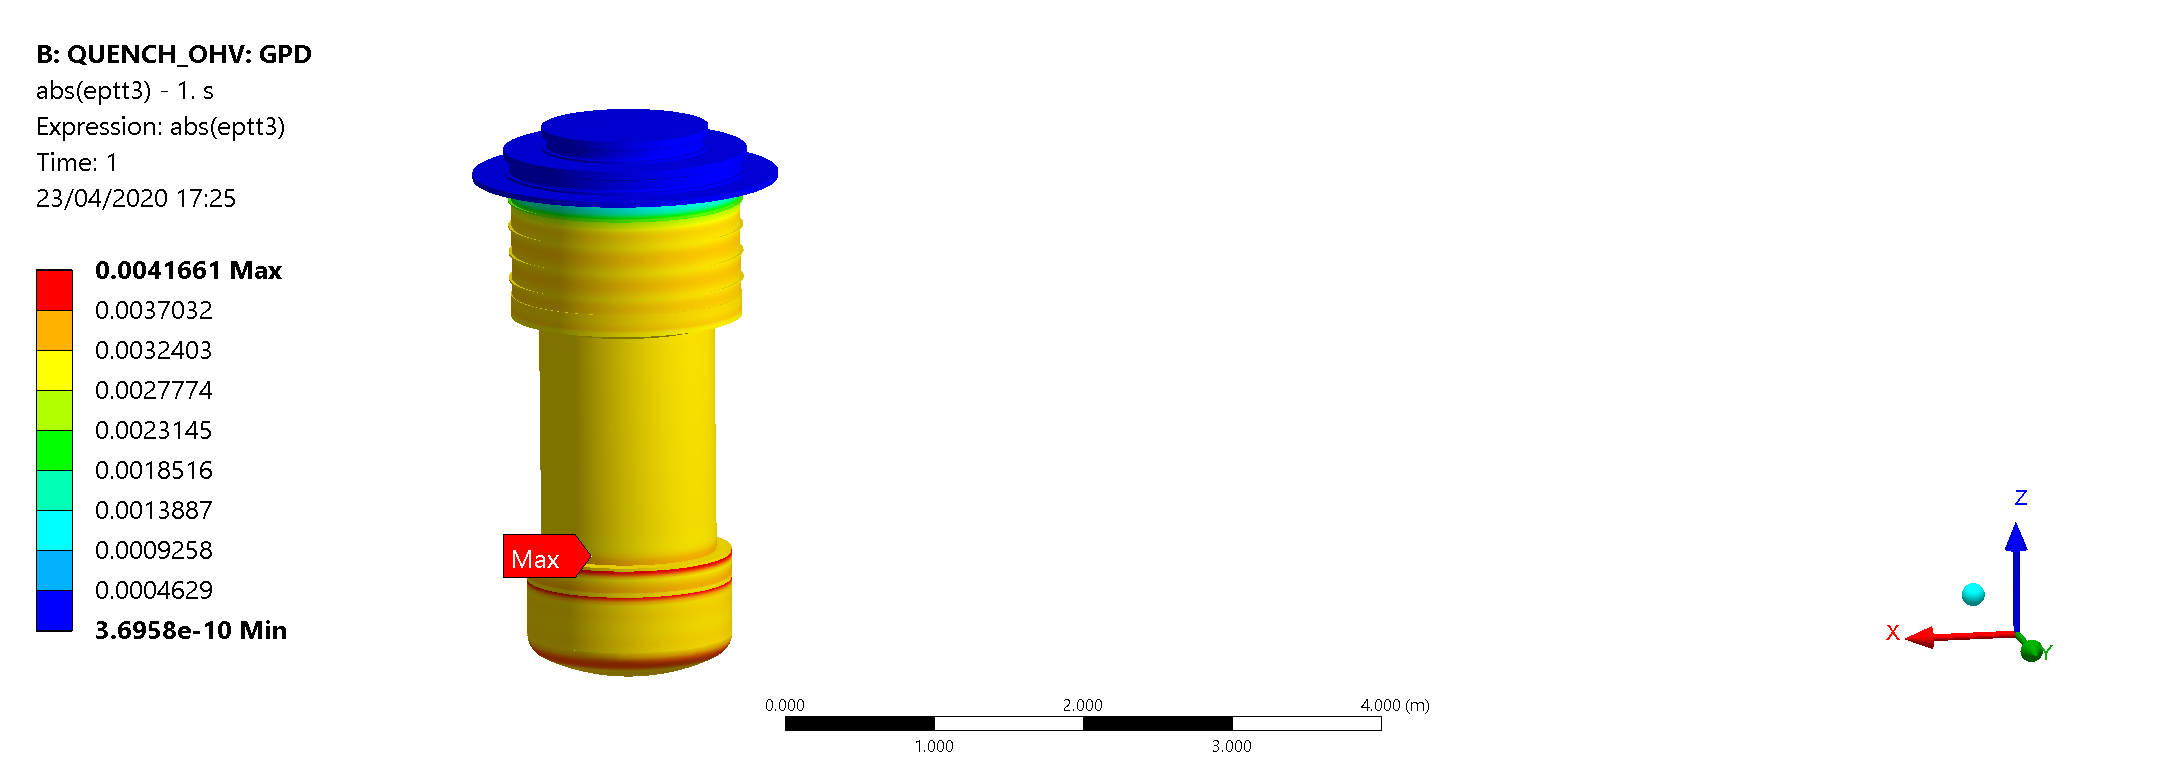 B: QUENCH_OHV: GPD
abs(eptt3) - 1. s
Expression: abs(eptt3)
Time: 1
23/04/2020 17:25
0.0041661 Max
0.0037032
0.0032403
0.0027774
0.0023145
0.0018516
0.0013887
0.0009258
0.0004629
3.6958e-10 Min
Max
Z
X
Y
0.000 2.000 4.000 (m)
1.000 3.000